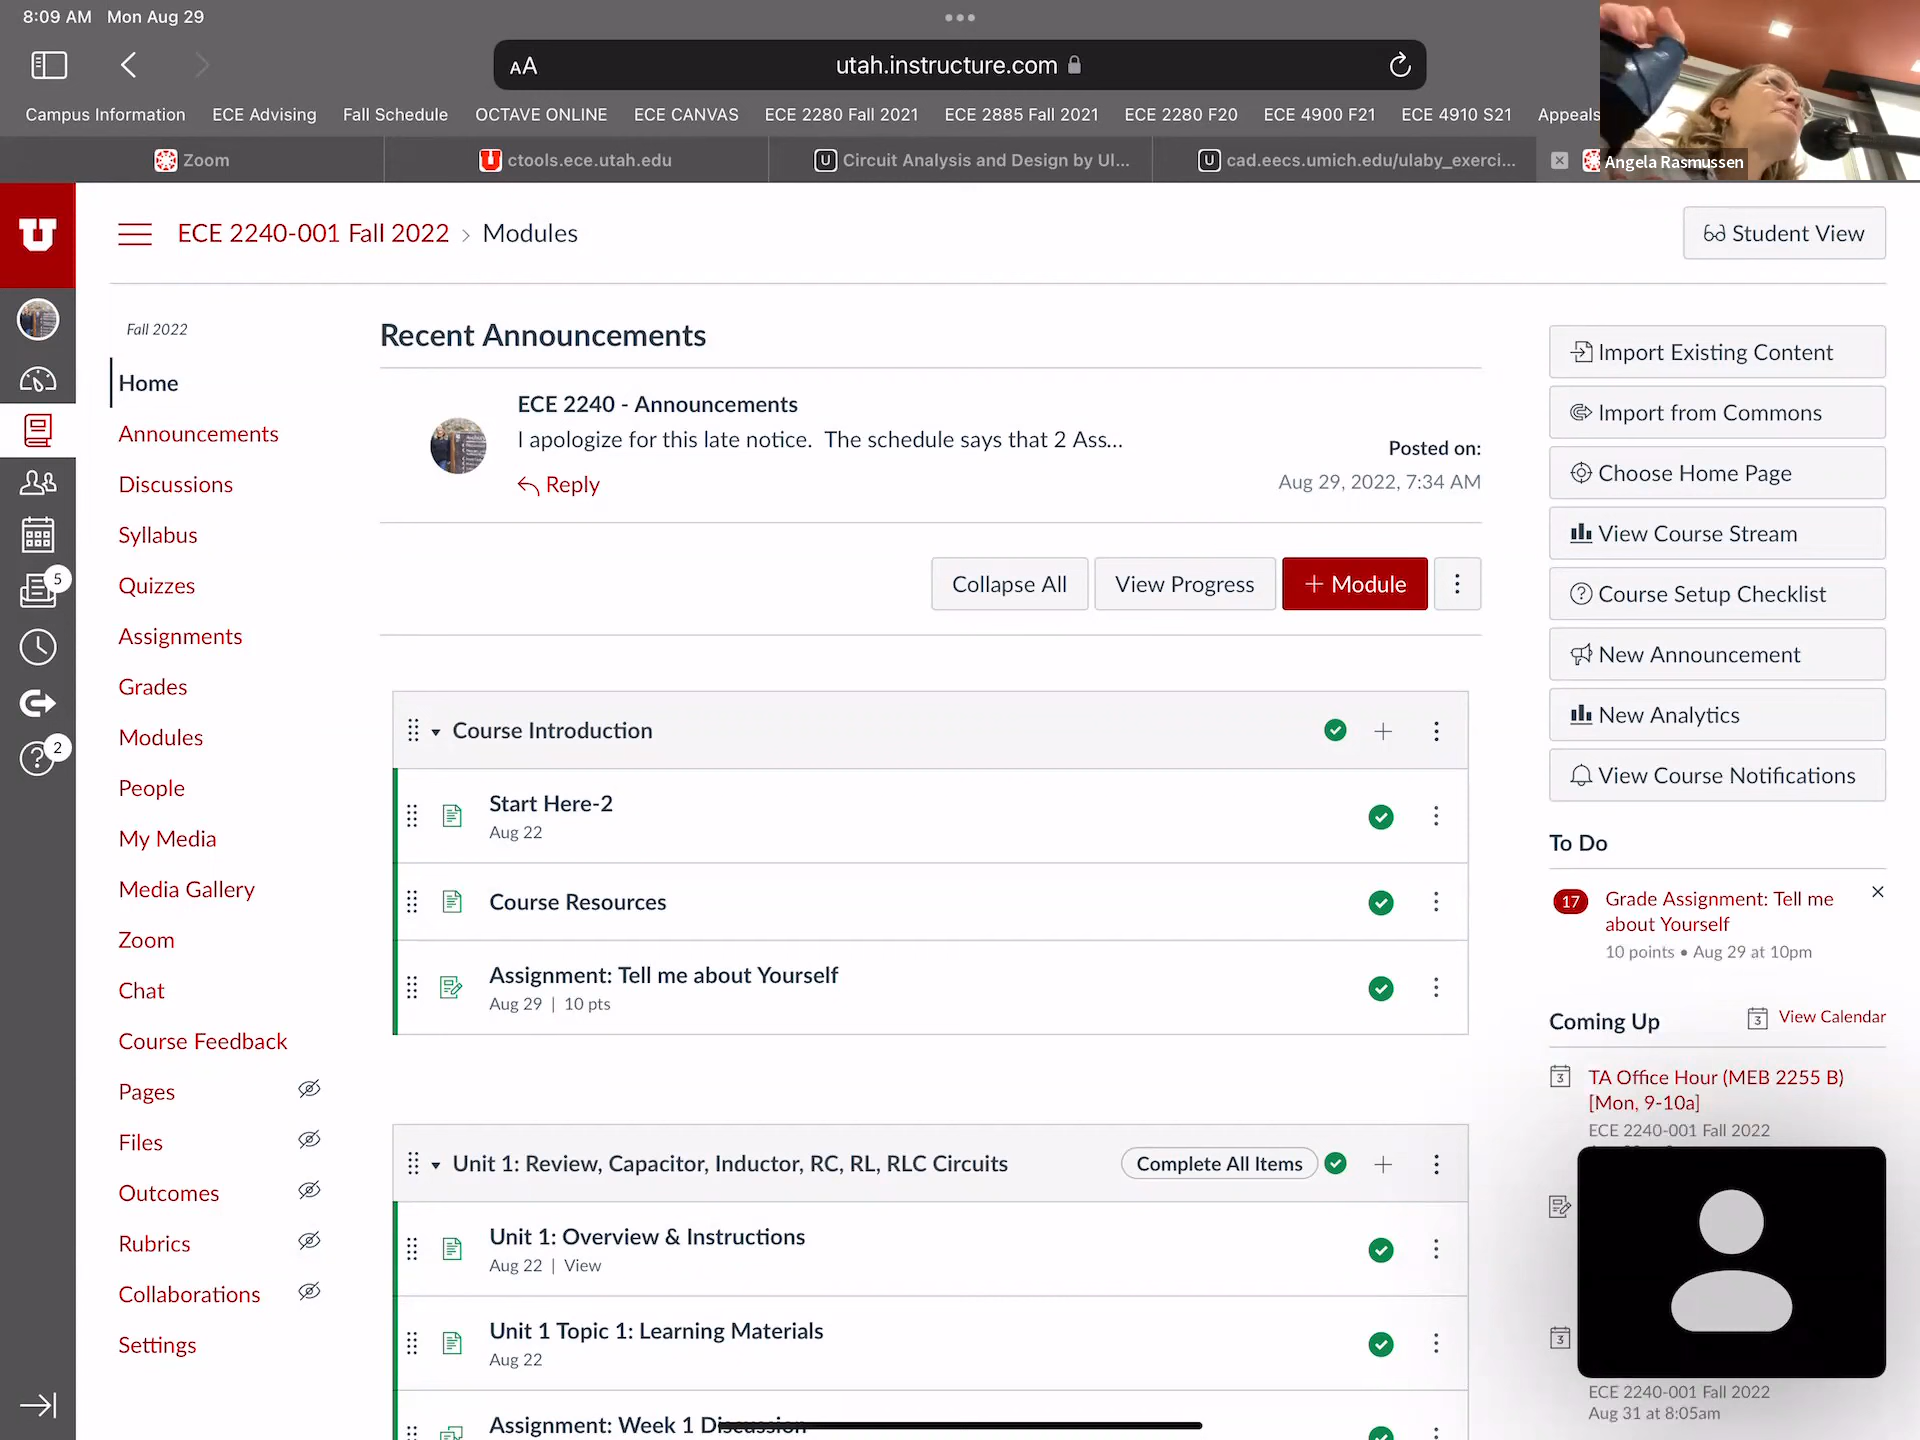 8:09 AM Mon Aug 29
AA utah.instructure.com
Campus Information ECE Advising Fall Schedule OCTAVE ONLINE ECE CANVAS ECE 2280 Fall 2021 ECE 2885 Fall 2021 ECE 2280 F20 ECE 4900 F21 ECE 4910 S21 Appeals
Zoom ctools.ece.utah.edu Circuit Analysis and Design by Ul... cad.eecs.umich.edu/ulaby_exerci...
Angela Rasmussen
U
ECE 2240-001 Fall 2022 › Modules
Student View
5
2
Fall 2022
Home
Announcements
Discussions
Syllabus
Quizzes
Assignments
Grades
Modules
People
My Media
Media Gallery
Zoom
Chat
Course Feedback
Pages
Files
Outcomes
Rubrics
Collaborations
Settings
Recent Announcements
ECE 2240 - Announcements
I apologize for this late notice. The schedule says that 2 Ass...
Reply
Posted on:
Aug 29, 2022, 7:34 AM
Collapse All View Progress + Module
Course Introduction
Start Here-2
Aug 22
Course Resources
Assignment: Tell me about Yourself
Aug 29 | 10 pts
Unit 1: Review, Capacitor, Inductor, RC, RL, RLC Circuits Complete All Items
Unit 1: Overview & Instructions
Aug 22 | View
Unit 1 Topic 1: Learning Materials
Aug 22
Assignment: Week 1 Discussion
Import Existing Content
Import from Commons
Choose Home Page
View Course Stream
Course Setup Checklist
New Announcement
New Analytics
View Course Notifications
To Do
17 Grade Assignment: Tell me
about Yourself
10 points • Aug 29 at 10pm
Coming Up 3 View Calendar
3 TA Office Hour (MEB 2255 B)
[Mon, 9-10a]
ECE 2240-001 Fall 2022
3
ECE 2240-001 Fall 2022
Aug 31 at 8:05am